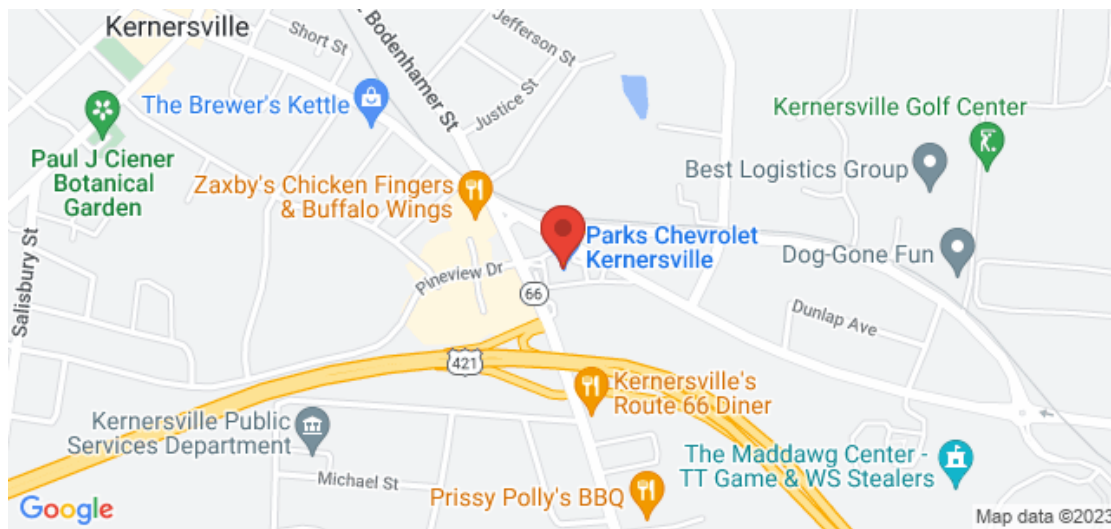 Kernersville
Short St
Bodenhamer St
Jefferson St
Justice St
The Brewer's Kettle
Kernersville Golf Center
Paul J Ciener
Botanical
Garden
Best Logistics Group
Zaxby's Chicken Fingers
& Buffalo Wings
Parks Chevrolet
Kernersville
Dog-Gone Fun
Salisbury St
Pineview Dr
66
Dunlap Ave
421
Kernersville's
Route 66 Diner
Kernersville Public
Services Department
The Maddawg Center -
TT Game & WS Stealers
Michael St
Prissy Polly's BBQ
Google
Map data ©2023